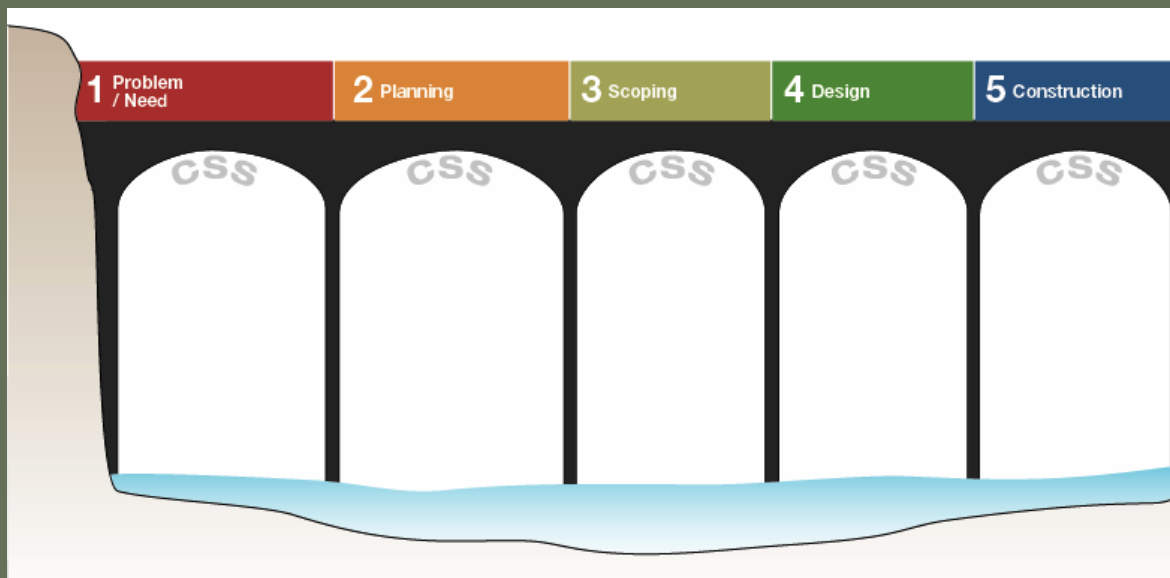 1 Problem
/ Need
2 Planning
3 Scoping
4 Design
5 Construction
CSS
CSS
CSS
CSS
CSS